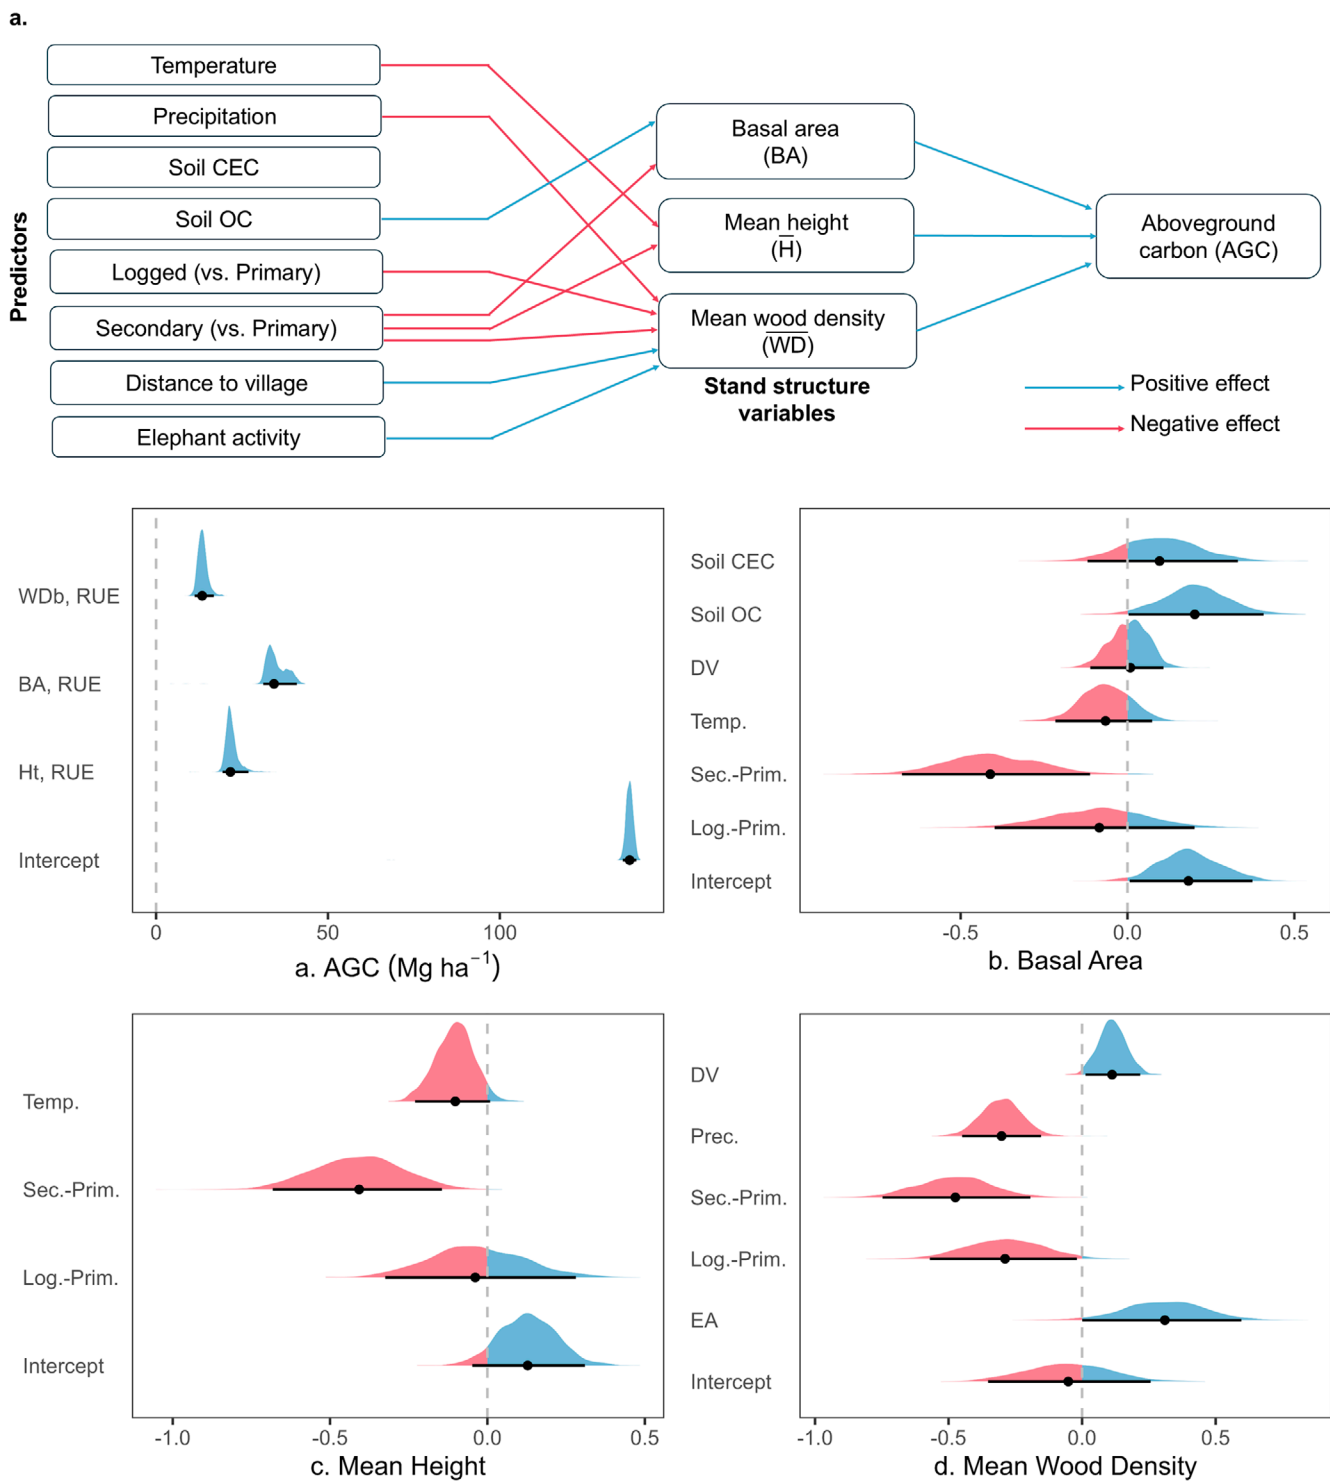 a.
Predictors
Temperature
Precipitation
Soil CEC
Soil OC
Logged (vs. Primary)
Secondary (vs. Primary)
Distance to village
Elephant activity
Basal area
(BA)
Mean height
(H̅)
Mean wood density
(W̅D̅)
Stand structure
variables
Aboveground
carbon (AGC)
Positive effect
Negative effect
WDb, RUE
BA, RUE
Ht, RUE
Intercept
0 50 100
a. AGC (Mg ha⁻¹)
Soil CEC
Soil OC
DV
Temp.
Sec.-Prim.
Log.-Prim.
Intercept
-0.5 0.0 0.5
b. Basal Area
Temp.
Sec.-Prim.
Log.-Prim.
Intercept
-1.0 -0.5 0.0 0.5
c. Mean Height
DV
Prec.
Sec.-Prim.
Log.-Prim.
EA
Intercept
-1.0 -0.5 0.0 0.5
d. Mean Wood Density